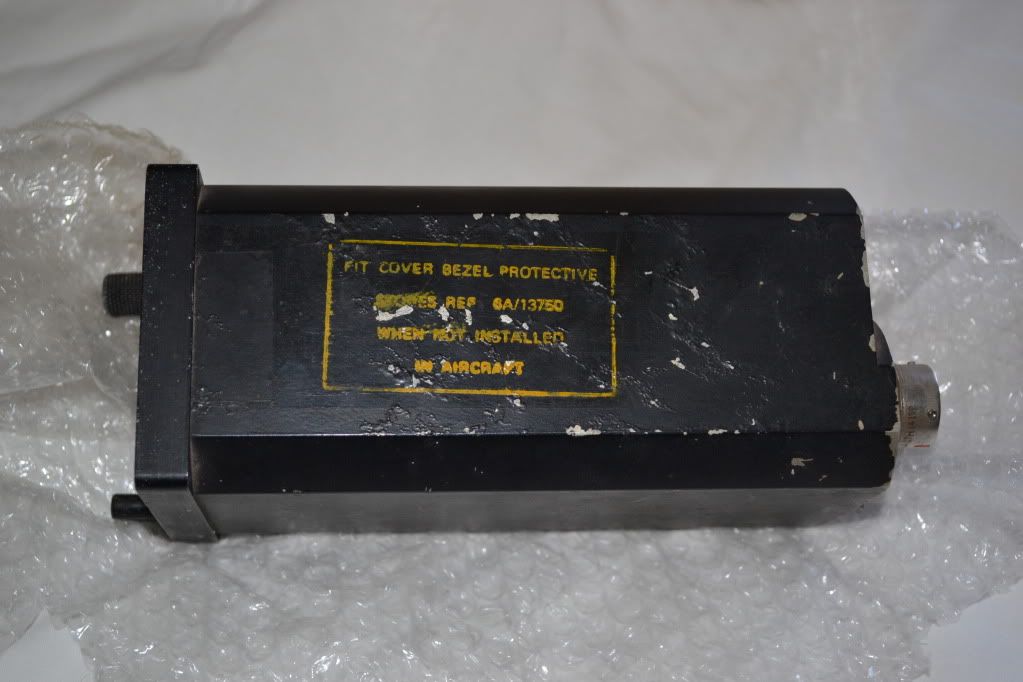 FIT COVER BEZEL PROTECTIVE
STORES REF 6A/13750
WHEN NOT INSTALLED
IN AIRCRAFT